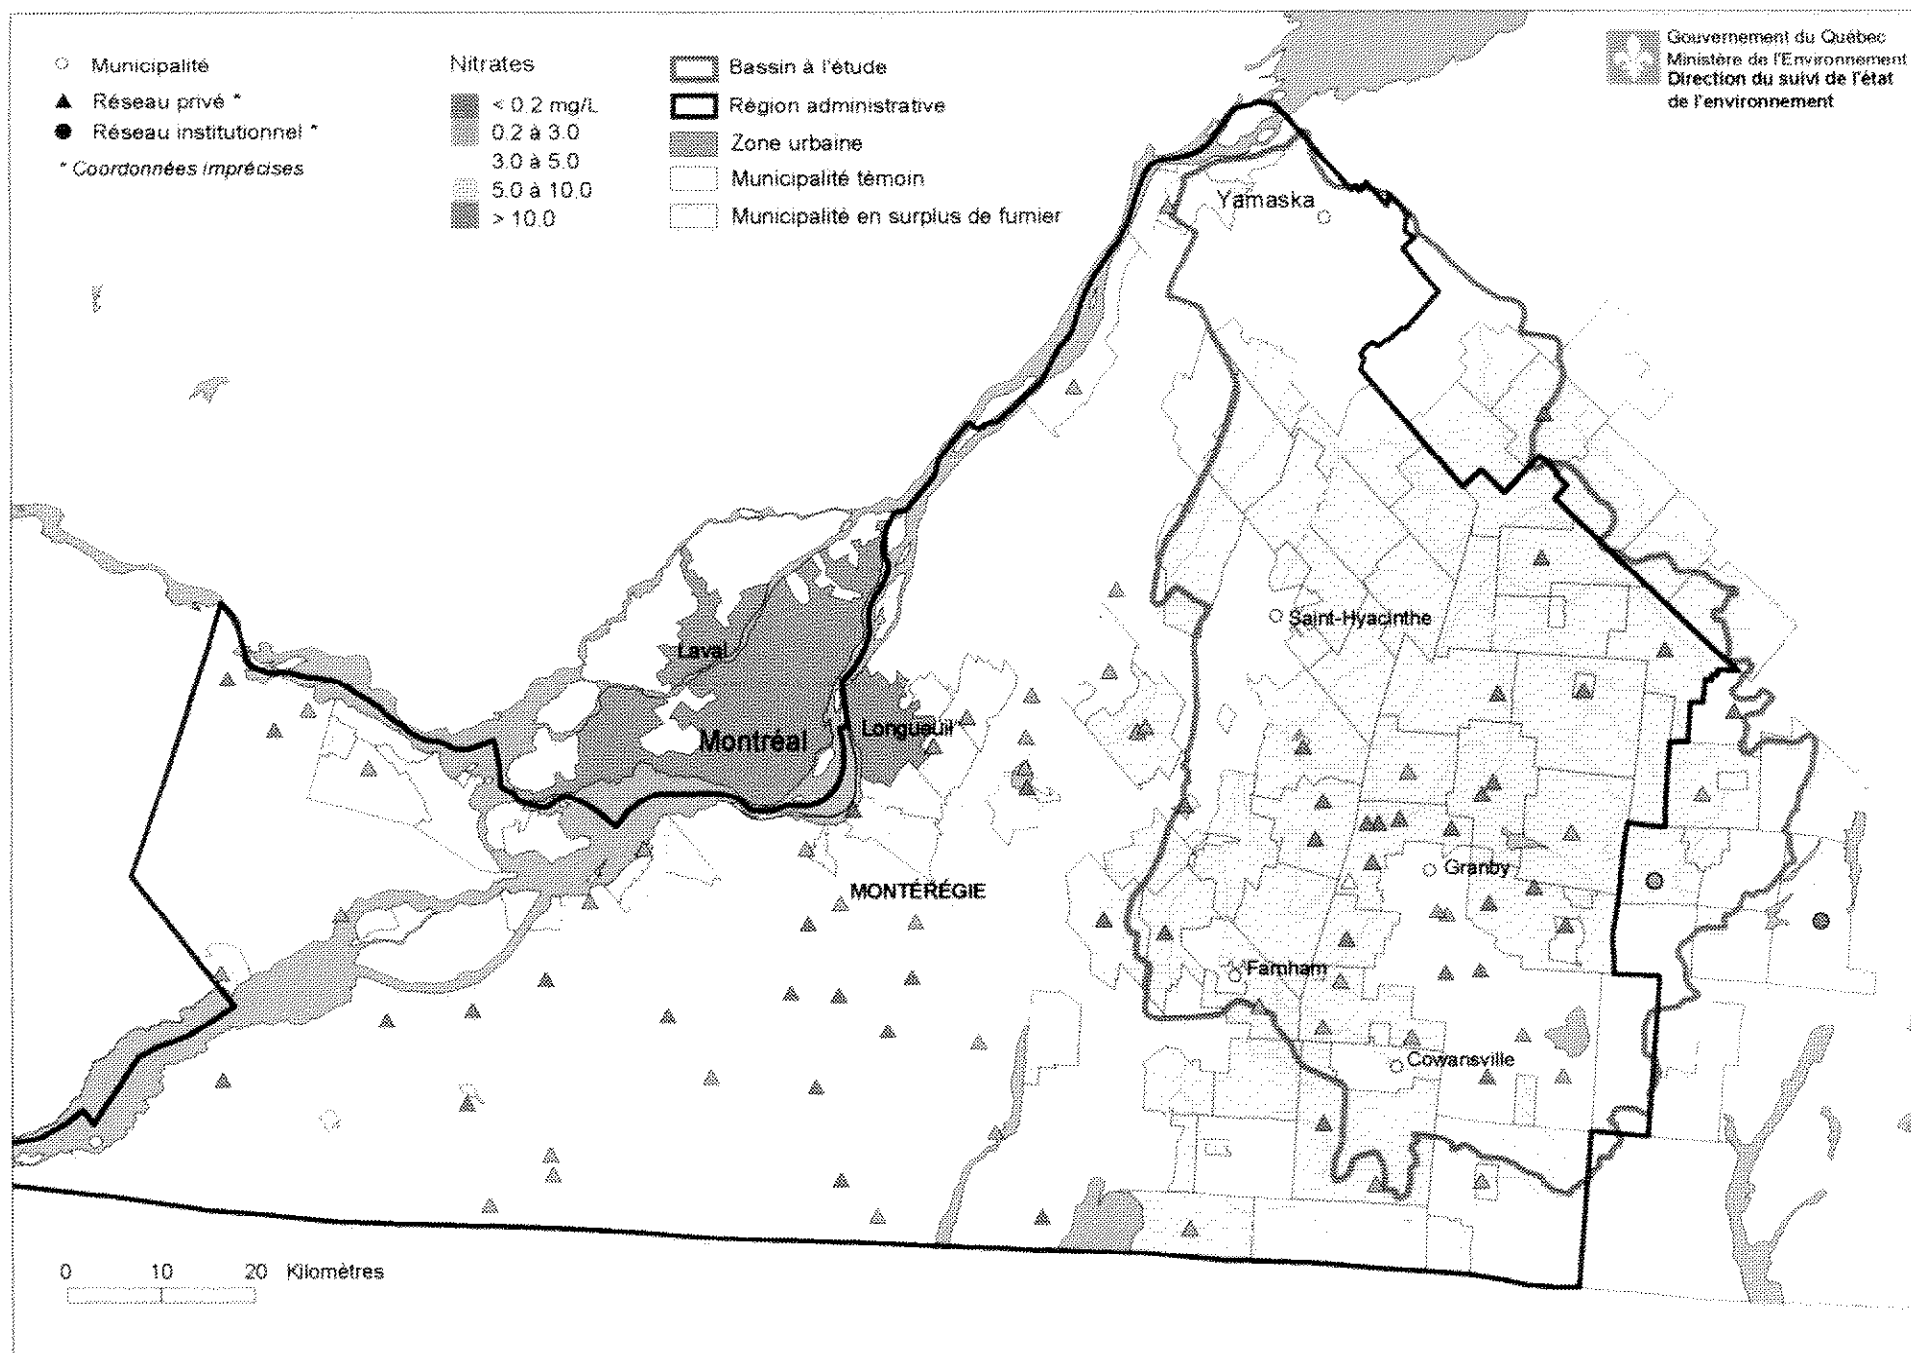 Municipalité
Réseau privé *
Réseau institutionnel *
* Coordonnées imprécises
Nitrates
< 0.2 mg/L
0.2 à 3.0
3.0 à 5.0
5.0 à 10.0
> 10.0
Bassin à l'étude
Région administrative
Zone urbaine
Municipalité témoin
Municipalité en surplus de fumier
Gouvernement du Québec
Ministère de l'Environnement
Direction du suivi de l'état
de l'environnement
Yamaska
Saint-Hyacinthe
Laval
Montréal
Longueuil
MONTÉRÉGIE
Granby
Farnham
Cowansville
0 10 20 Kilomètres